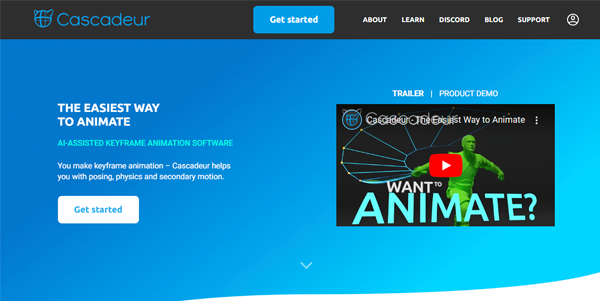 Cascadeur
Get started
ABOUT
LEARN
DISCORD
BLOG
SUPPORT
THE EASIEST WAY
TO ANIMATE
AI-ASSISTED KEYFRAME ANIMATION SOFTWARE
You make keyframe animation – Cascadeur helps
you with posing, physics and secondary motion.
Get started
TRAILER | PRODUCT DEMO
Cascadeur - The Easiest Way to Animate
WANT TO
ANIMATE?